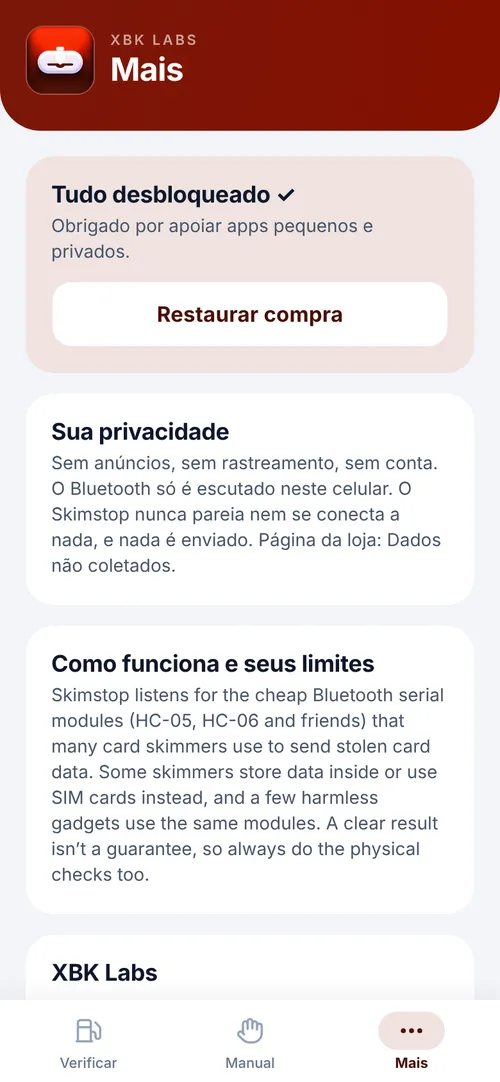 XBK LABS
Mais
Tudo desbloqueado ✓
Obrigado por apoiar apps pequenos e
privados.
Restaurar compra
Sua privacidade
Sem anúncios, sem rastreamento, sem conta.
O Bluetooth só é escutado neste celular. O
Skimstop nunca pareia nem se conecta a
nada, e nada é enviado. Página da loja: Dados
não coletados.
Como funciona e seus limites
Skimstop listens for the cheap Bluetooth serial
modules (HC-05, HC-06 and friends) that
many card skimmers use to send stolen card
data. Some skimmers store data inside or use
SIM cards instead, and a few harmless
gadgets use the same modules. A clear result
isn’t a guarantee, so always do the physical
checks too.
XBK Labs
Verificar
Manual
Mais